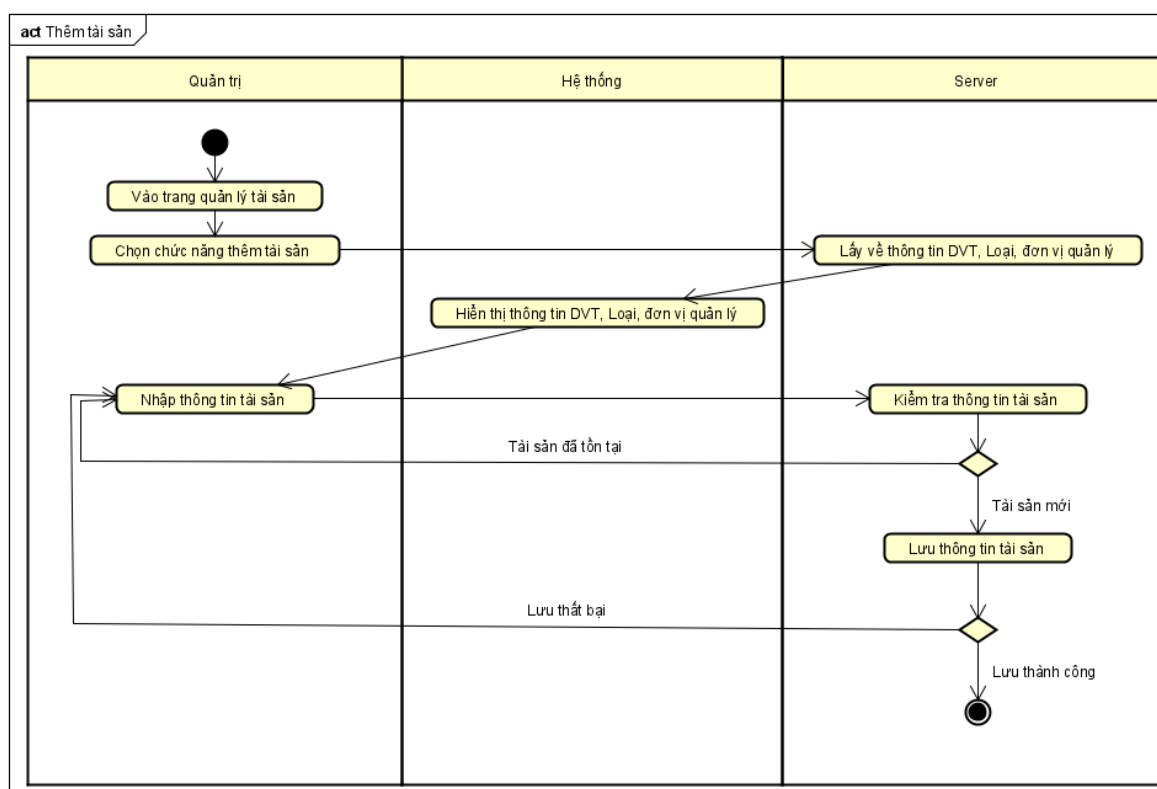 act Thêm tài sản
Quản trị
Hệ thống
Server
Vào trang quản lý tài sản
Chọn chức năng thêm tài sản
Lấy về thông tin DVT, Loại, đơn vị quản lý
Hiển thị thông tin DVT, Loại, đơn vị quản lý
Nhập thông tin tài sản
Kiểm tra thông tin tài sản
Tài sản đã tồn tại
Tài sản mới
Lưu thông tin tài sản
Lưu thất bại
Lưu thành công